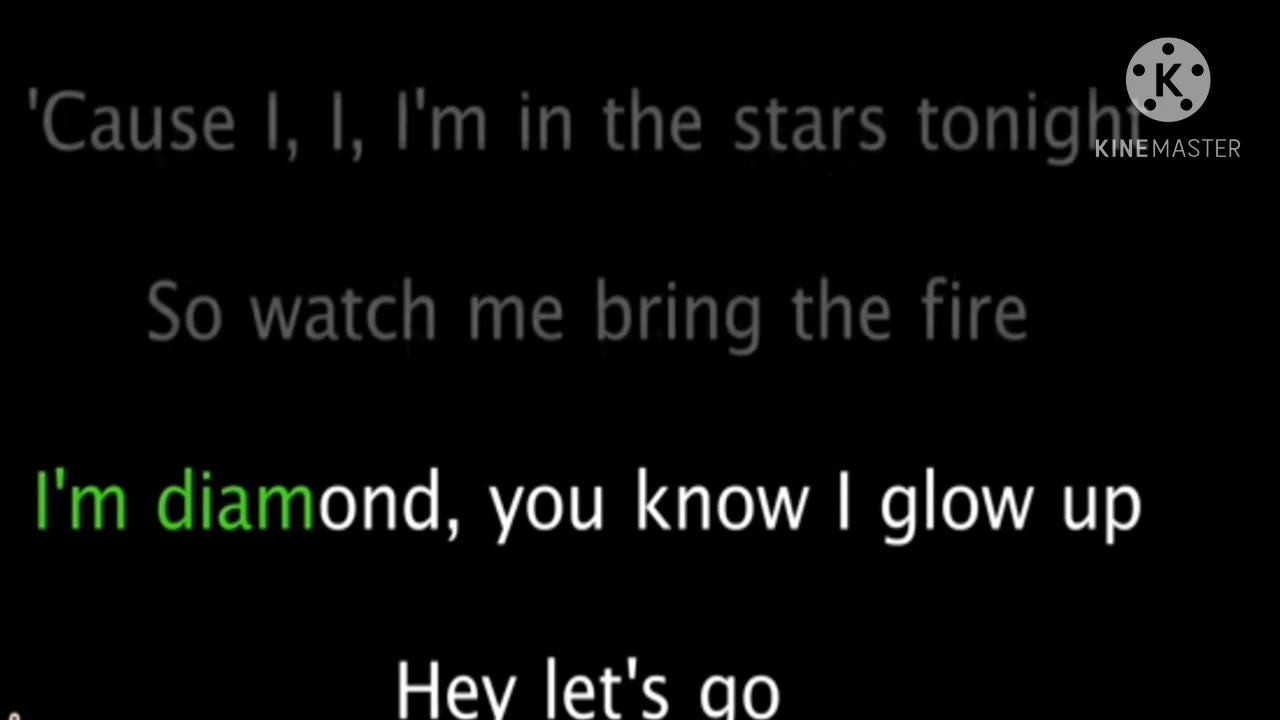 'Cause I, I, I'm in the stars tonight
K
KINEMASTER
So watch me bring the fire
I'm diamond, you know I glow up
Hey let's go